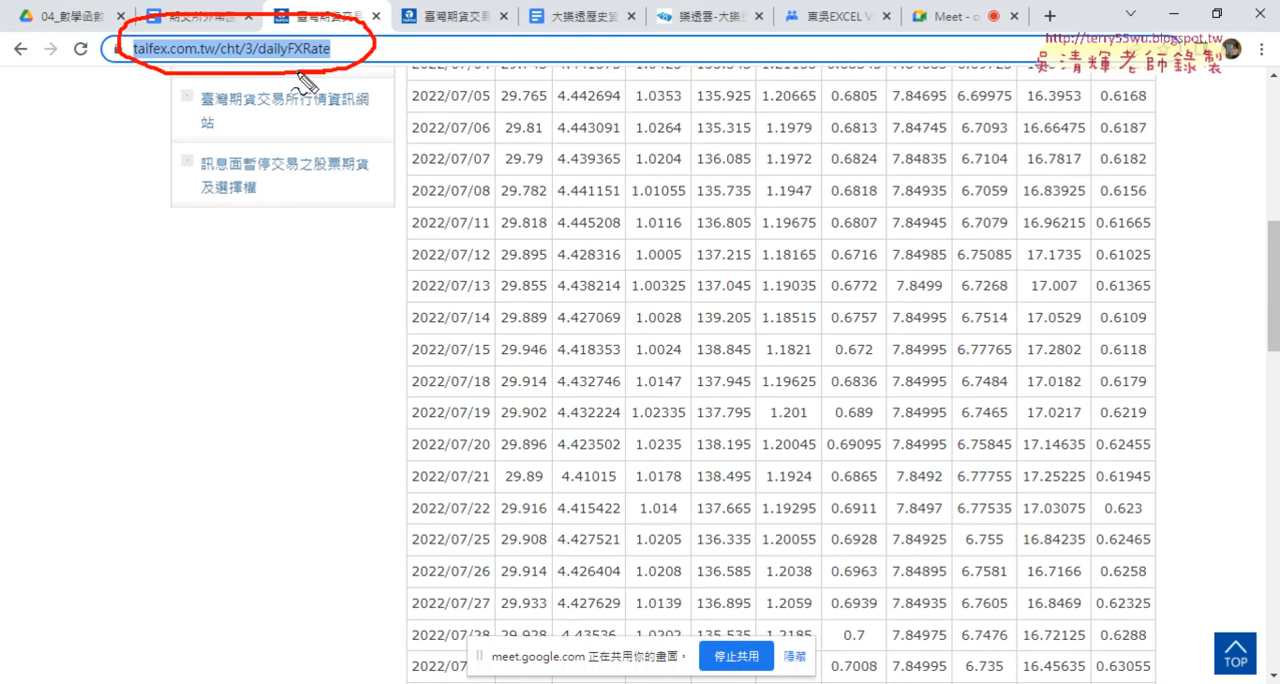 04_數學函數
臺灣期貨交易
大樂透歷史資
樂透雲-大樂
東吳EXCEL V
Meet - c
taifex.com.tw/cht/3/dailyFXRate
http://terry55wu.blogspot.tw
吳清輝老師錄製
臺灣期貨交易所行情資訊網
站
訊息面暫停交易之股票期貨
及選擇權
2022/07/05 29.765 4.442694 1.0353 135.925 1.20665 0.6805 7.84695 6.69975 16.3953 0.6168
2022/07/06 29.81 4.443091 1.0264 135.315 1.1979 0.6813 7.84745 6.7093 16.66475 0.6187
2022/07/07 29.79 4.439365 1.0204 136.085 1.1972 0.6824 7.84835 6.7104 16.7817 0.6182
2022/07/08 29.782 4.441151 1.01055 135.735 1.1947 0.6818 7.84935 6.7059 16.83925 0.6156
2022/07/11 29.818 4.445208 1.0116 136.805 1.19675 0.6807 7.84945 6.7079 16.96215 0.61665
2022/07/12 29.895 4.428316 1.0005 137.215 1.18165 0.6716 7.84985 6.75085 17.1735 0.61025
2022/07/13 29.855 4.438214 1.00325 137.045 1.19035 0.6772 7.8499 6.7268 17.007 0.61365
2022/07/14 29.889 4.427069 1.0028 139.205 1.18515 0.6757 7.84995 6.7514 17.0529 0.6109
2022/07/15 29.946 4.418353 1.0024 138.845 1.1821 0.672 7.84995 6.77765 17.2802 0.6118
2022/07/18 29.914 4.432746 1.0147 137.945 1.19625 0.6836 7.84995 6.7484 17.0182 0.6179
2022/07/19 29.902 4.432224 1.02335 137.795 1.201 0.689 7.84995 6.7465 17.0217 0.6219
2022/07/20 29.896 4.423502 1.0235 138.195 1.20045 0.69095 7.84995 6.75845 17.14635 0.62455
2022/07/21 29.89 4.41015 1.0178 138.495 1.1924 0.6865 7.8492 6.77755 17.25225 0.61945
2022/07/22 29.916 4.415422 1.014 137.665 1.19295 0.6911 7.8497 6.77535 17.03075 0.623
2022/07/25 29.908 4.427521 1.0205 136.335 1.20055 0.6928 7.84925 6.755 16.84235 0.62465
2022/07/26 29.914 4.426404 1.0208 136.585 1.2038 0.6963 7.84895 6.7581 16.7166 0.6258
2022/07/27 29.933 4.427629 1.0139 136.895 1.2059 0.6939 7.84935 6.7605 16.8469 0.62325
2022/07/28 29.928 4.43536 1.0202 135.535 1.2185 0.7 7.84975 6.7476 16.72125 0.6288
0.7008 7.84995 6.735 16.45635 0.63055
meet.google.com 正在共用你的畫面。
停止共用
隱藏
TOP